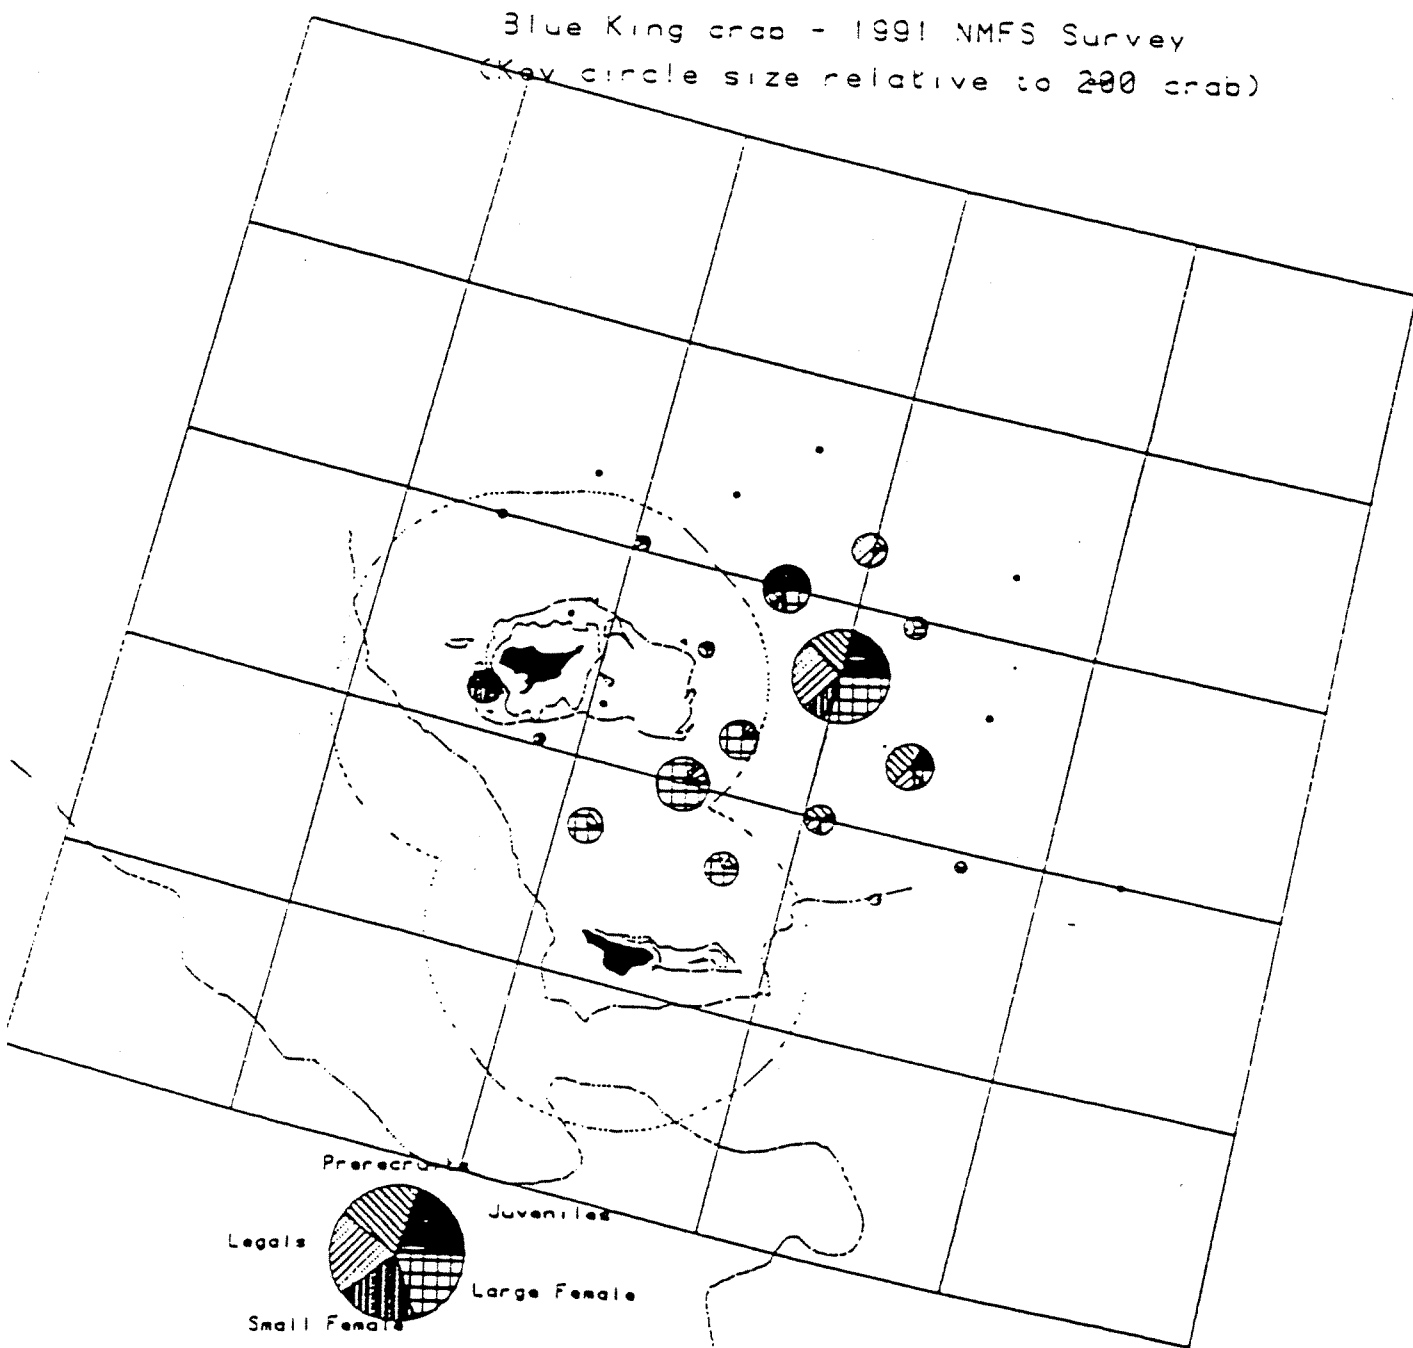 Blue King crab - 1991 NMFS Survey
(Key circle size relative to 200 crab)
Prerecruits
Juveniles
Legals
Large Female
Small Female